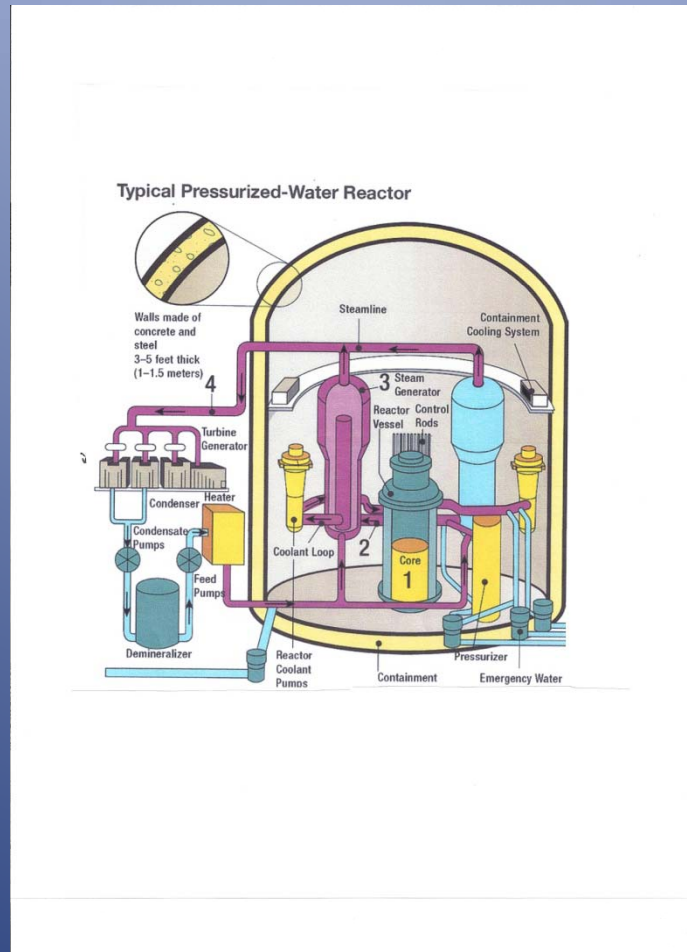 Typical Pressurized-Water Reactor
Walls made of
concrete and
steel
3–5 feet thick
(1–1.5 meters)
Steamline
Containment
Cooling System
4
3
Steam
Generator
Reactor
Vessel
Control
Rods
Turbine
Generator
Condenser
Heater
Condensate
Pumps
Feed
Pumps
Coolant Loop
2
Core
1
Demineralizer
Reactor
Coolant
Pumps
Containment
Pressurizer
Emergency Water